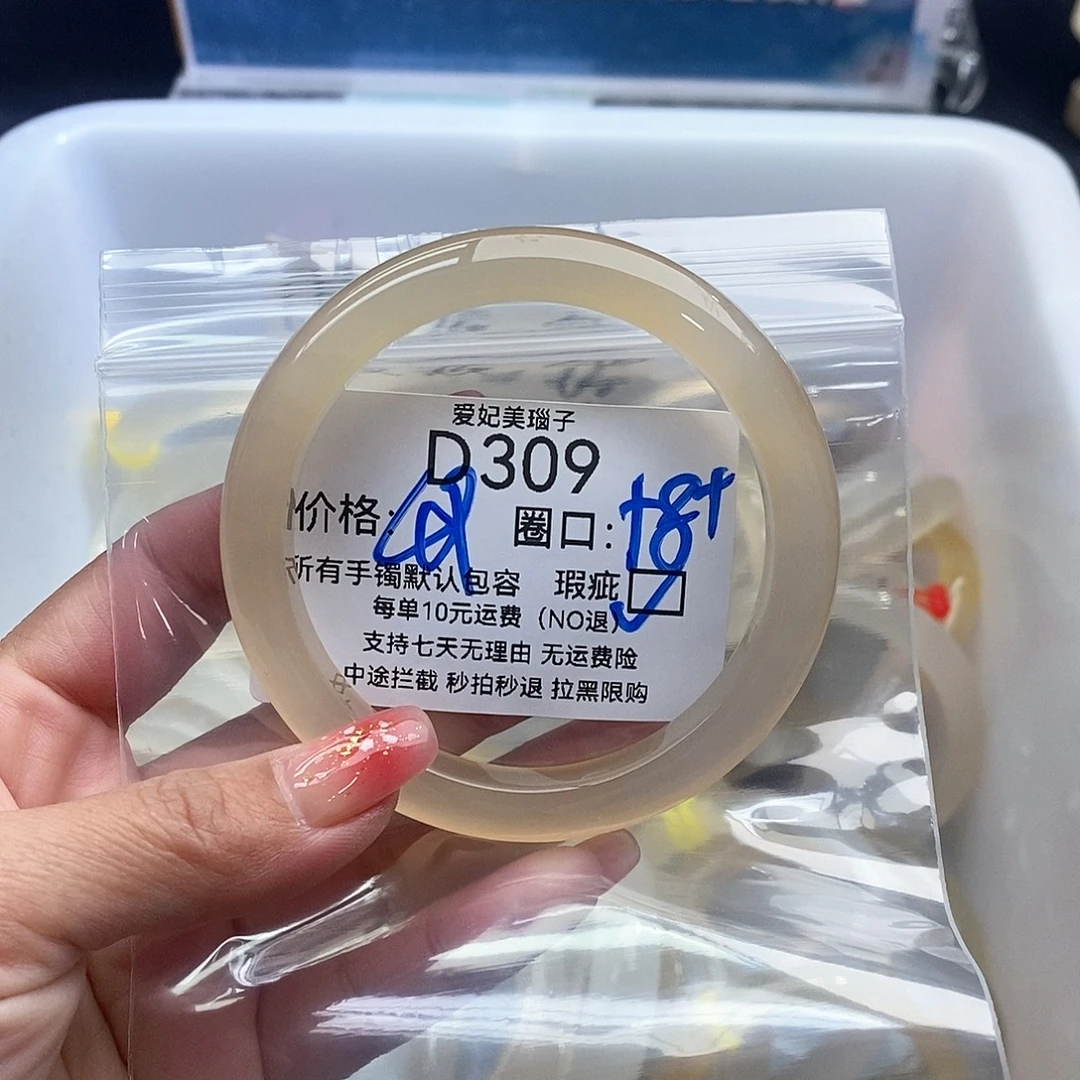 爱妃美瑙子
D309
价格: 圈口: 58+
所有手镯默认包容 瑕疵
每单10元运费（NO退）
支持七天无理由 无运费险
中途拦截 秒拍秒退 拉黑限购